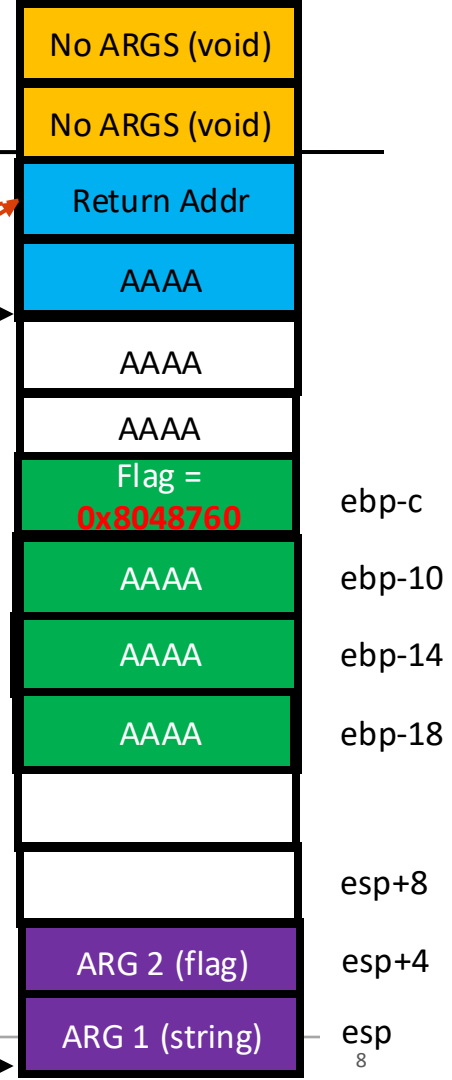 No ARGS (void)
No ARGS (void)
Return Addr
AAAA
AAAA
AAAA
Flag =
0x8048760
ebp-c
AAAA
ebp-10
AAAA
ebp-14
AAAA
ebp-18
esp+8
ARG 2 (flag)
esp+4
ARG 1 (string)
esp
8